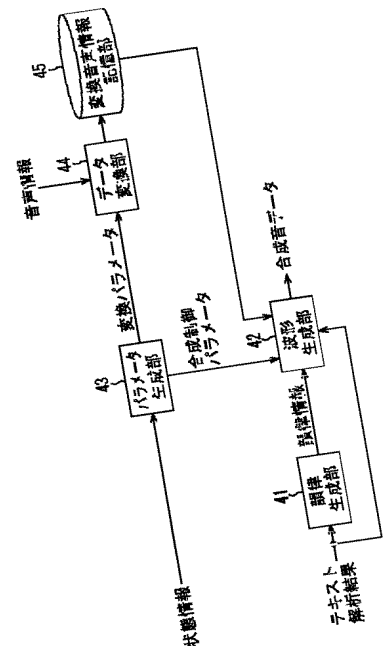 45
変換音声情報
記憶部
音声情報
44
データ
変換部
変換パラメータ
43
パラメータ
生成部
合成制御
パラメータ
合成音データ
42
波形
生成部
韻律情報
41
韻律
生成部
テキスト
解析結果
状態情報